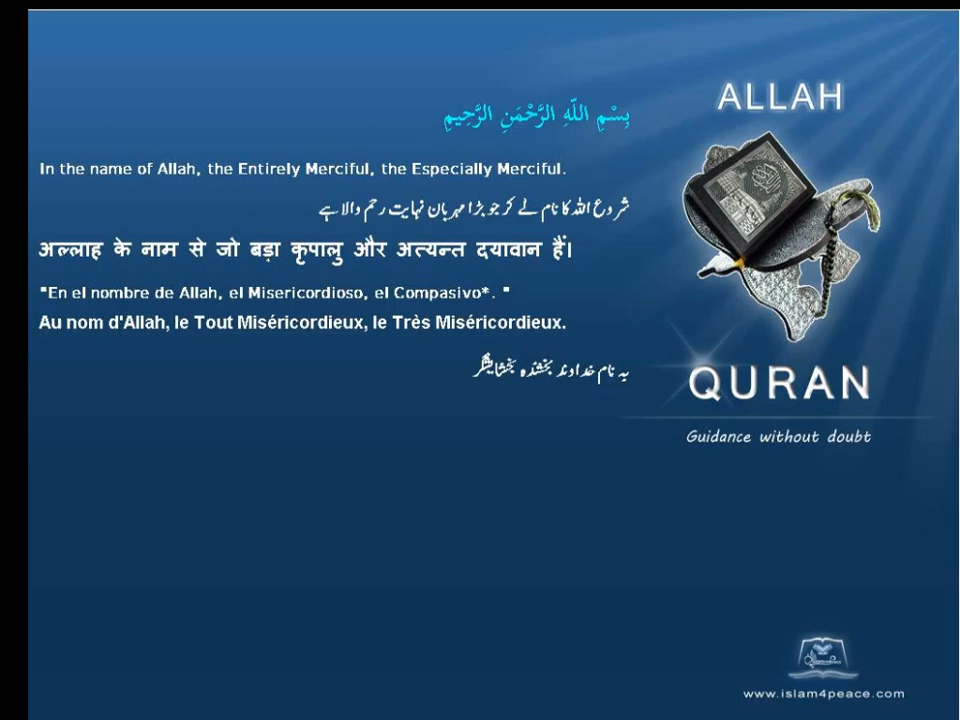 بِسْمِ اللَّهِ الرَّحْمَنِ الرَّحِيمِ
In the name of Allah, the Entirely Merciful, the Especially Merciful.
شروع اللہ کا نام لے کر جو بڑا مہربان نہایت رحم والا ہے
अल्लाह के नाम से जो बड़ा कृपालु और अत्यन्त दयावान हैं।
"En el nombre de Allah, el Misericordioso, el Compasivo*. "
Au nom d'Allah, le Tout Miséricordieux, le Très Miséricordieux.
به نام خداوند بخشنده بخشایشگر
ALLAH
QURAN
Guidance without doubt
www.islam4peace.com